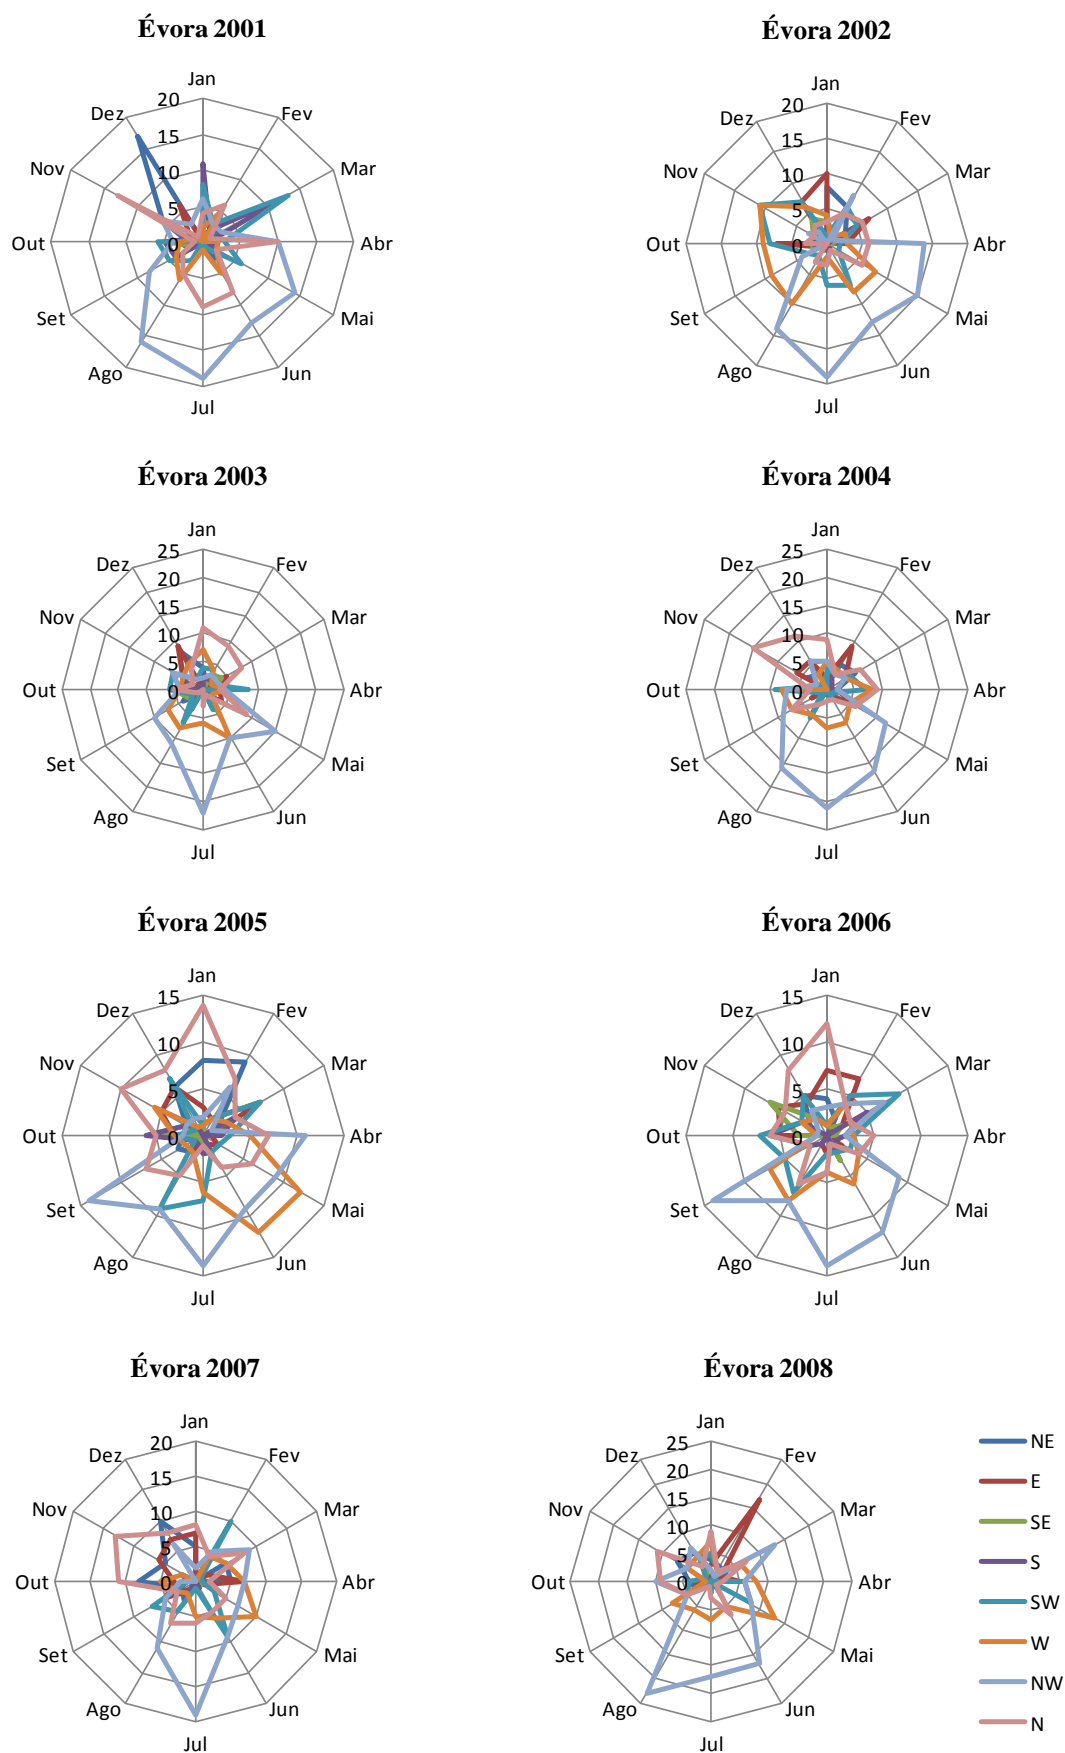 Évora 2001
Évora 2002
Jan
Fev
Mar
Abr
Mai
Jun
Jul
Ago
Set
Out
Nov
Dez
20
15
10
5
0
Jan
Fev
Mar
Abr
Mai
Jun
Jul
Ago
Set
Out
Nov
Dez
20
15
10
5
0
Évora 2003
Évora 2004
Jan
Fev
Mar
Abr
Mai
Jun
Jul
Ago
Set
Out
Nov
Dez
25
20
15
10
5
0
Jan
Fev
Mar
Abr
Mai
Jun
Jul
Ago
Set
Out
Nov
Dez
25
20
15
10
5
0
Évora 2005
Évora 2006
Jan
Fev
Mar
Abr
Mai
Jun
Jul
Ago
Set
Out
Nov
Dez
15
10
5
0
Jan
Fev
Mar
Abr
Mai
Jun
Jul
Ago
Set
Out
Nov
Dez
15
10
5
0
Évora 2007
Évora 2008
Jan
Fev
Mar
Abr
Mai
Jun
Jul
Ago
Set
Out
Nov
Dez
20
15
10
5
0
Jan
Fev
Mar
Abr
Mai
Jun
Jul
Ago
Set
Out
Nov
Dez
25
20
15
10
5
0
NE
E
SE
S
SW
W
NW
N